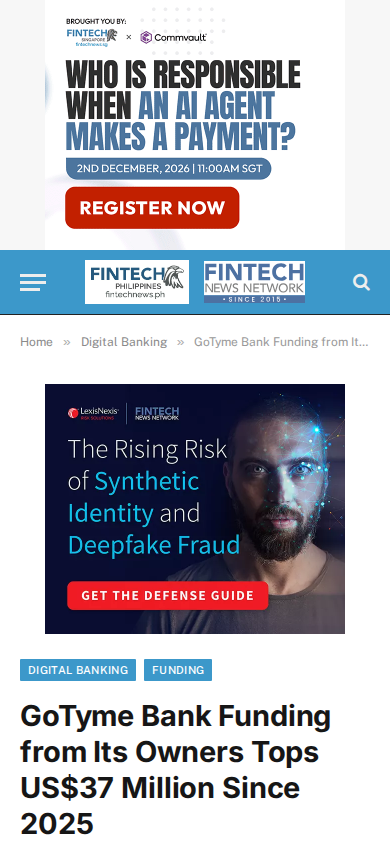 BROUGHT YOU BY:
FINTECH SINGAPORE fintechnews.sg × Commvault
WHO IS RESPONSIBLE
WHEN AN AI AGENT
MAKES A PAYMENT?
2ND DECEMBER, 2026 | 11:00AM SGT
REGISTER NOW
FINTECH PHILIPPINES fintechnews.ph
FINTECH NEWS NETWORK • SINCE 2015 •
Home » Digital Banking » GoTyme Bank Funding from It...
LexisNexis RISK SOLUTIONS | FINTECH NEWS NETWORK
The Rising Risk
of Synthetic
Identity and
Deepfake Fraud
GET THE DEFENSE GUIDE
DIGITAL BANKING FUNDING
GoTyme Bank Funding
from Its Owners Tops
US$37 Million Since
2025